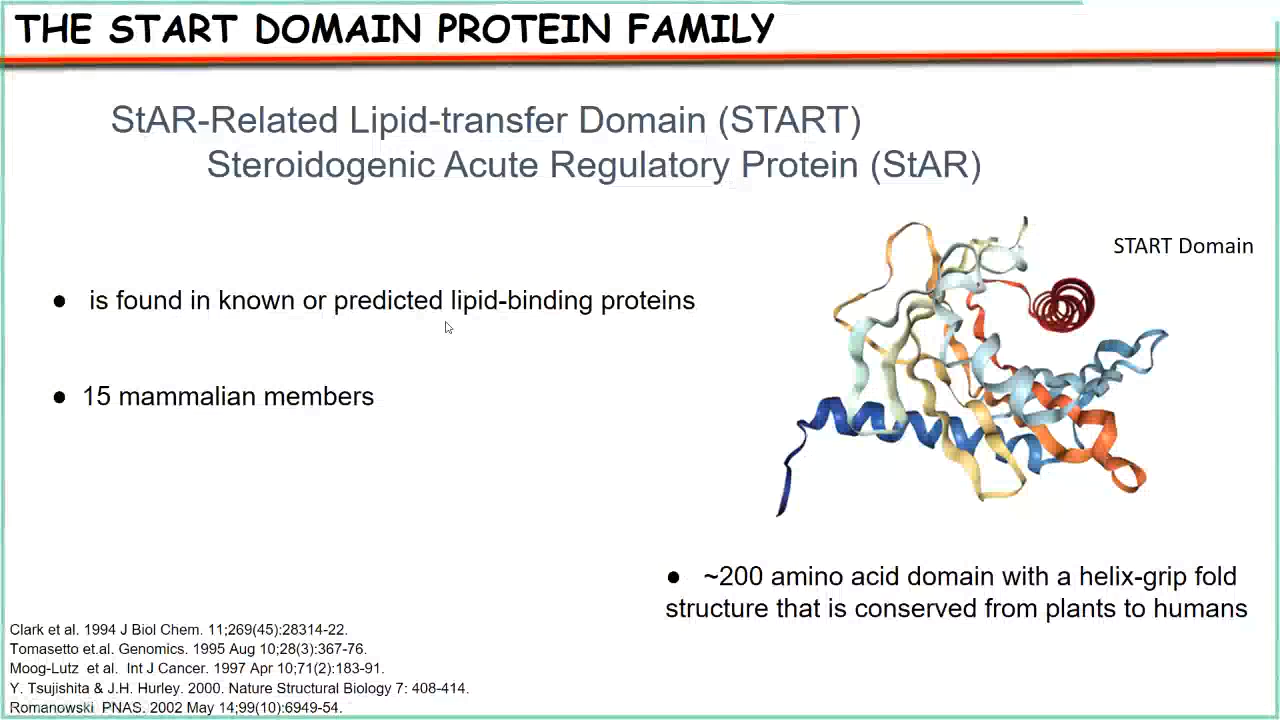 THE START DOMAIN PROTEIN FAMILY
StAR-Related Lipid-transfer Domain (START)
Steroidogenic Acute Regulatory Protein (StAR)
START Domain
● is found in known or predicted lipid-binding proteins
● 15 mammalian members
● ~200 amino acid domain with a helix-grip fold
structure that is conserved from plants to humans
Clark et al. 1994 J Biol Chem. 11;269(45):28314-22.
Tomasetto et.al. Genomics. 1995 Aug 10;28(3):367-76.
Moog-Lutz et al. Int J Cancer. 1997 Apr 10;71(2):183-91.
Y. Tsujishita & J.H. Hurley. 2000. Nature Structural Biology 7: 408-414.
Romanowski PNAS. 2002 May 14;99(10):6949-54.